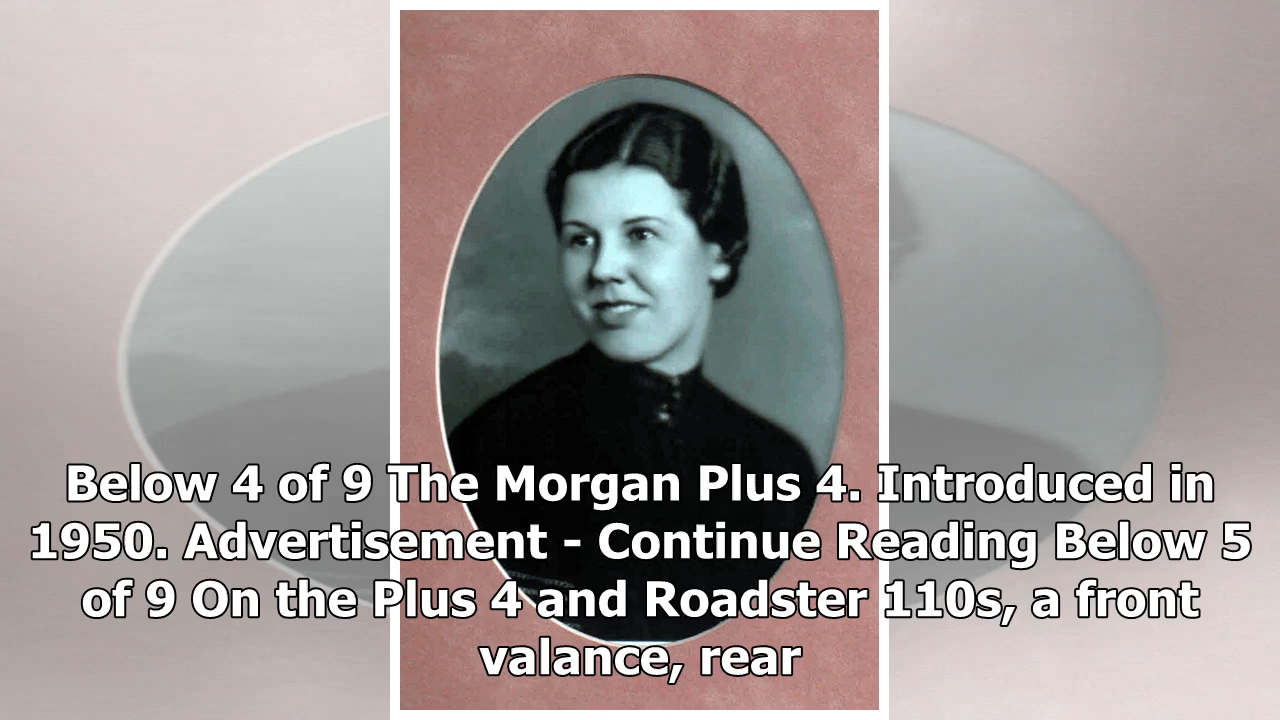 Below 4 of 9 The Morgan Plus 4. Introduced in
1950. Advertisement - Continue Reading Below 5
of 9 On the Plus 4 and Roadster 110s, a front
valance, rear